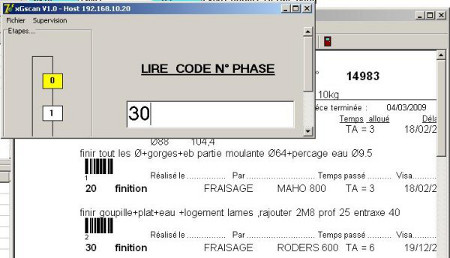 xGscan V1.0 - Host 192.168.10.20
Fichier Supervision
Etapes...
0
1
LIRE CODE N° PHASE
30
14983
10kg
èce terminée : 04/03/2009
Temps alloué Déla
TA = 3 18/02/2
Ø88 104,4
finir tout les Ø+gorges+eb partie moulante Ø64+percage eau Ø9.5
1 Réalisé le............... Par............... Temps passé............... Visa............
20 finition FRAISAGE MAHO 800 TA = 3 18/02/2
finir goupille+plat+eau +logement lames ,rajouter 2M8 prof 25 entraxe 40
2 Réalisé le............... Par............... Temps passé............... Visa............
30 finition FRAISAGE RODERS 600 TA = 6 19/12/2